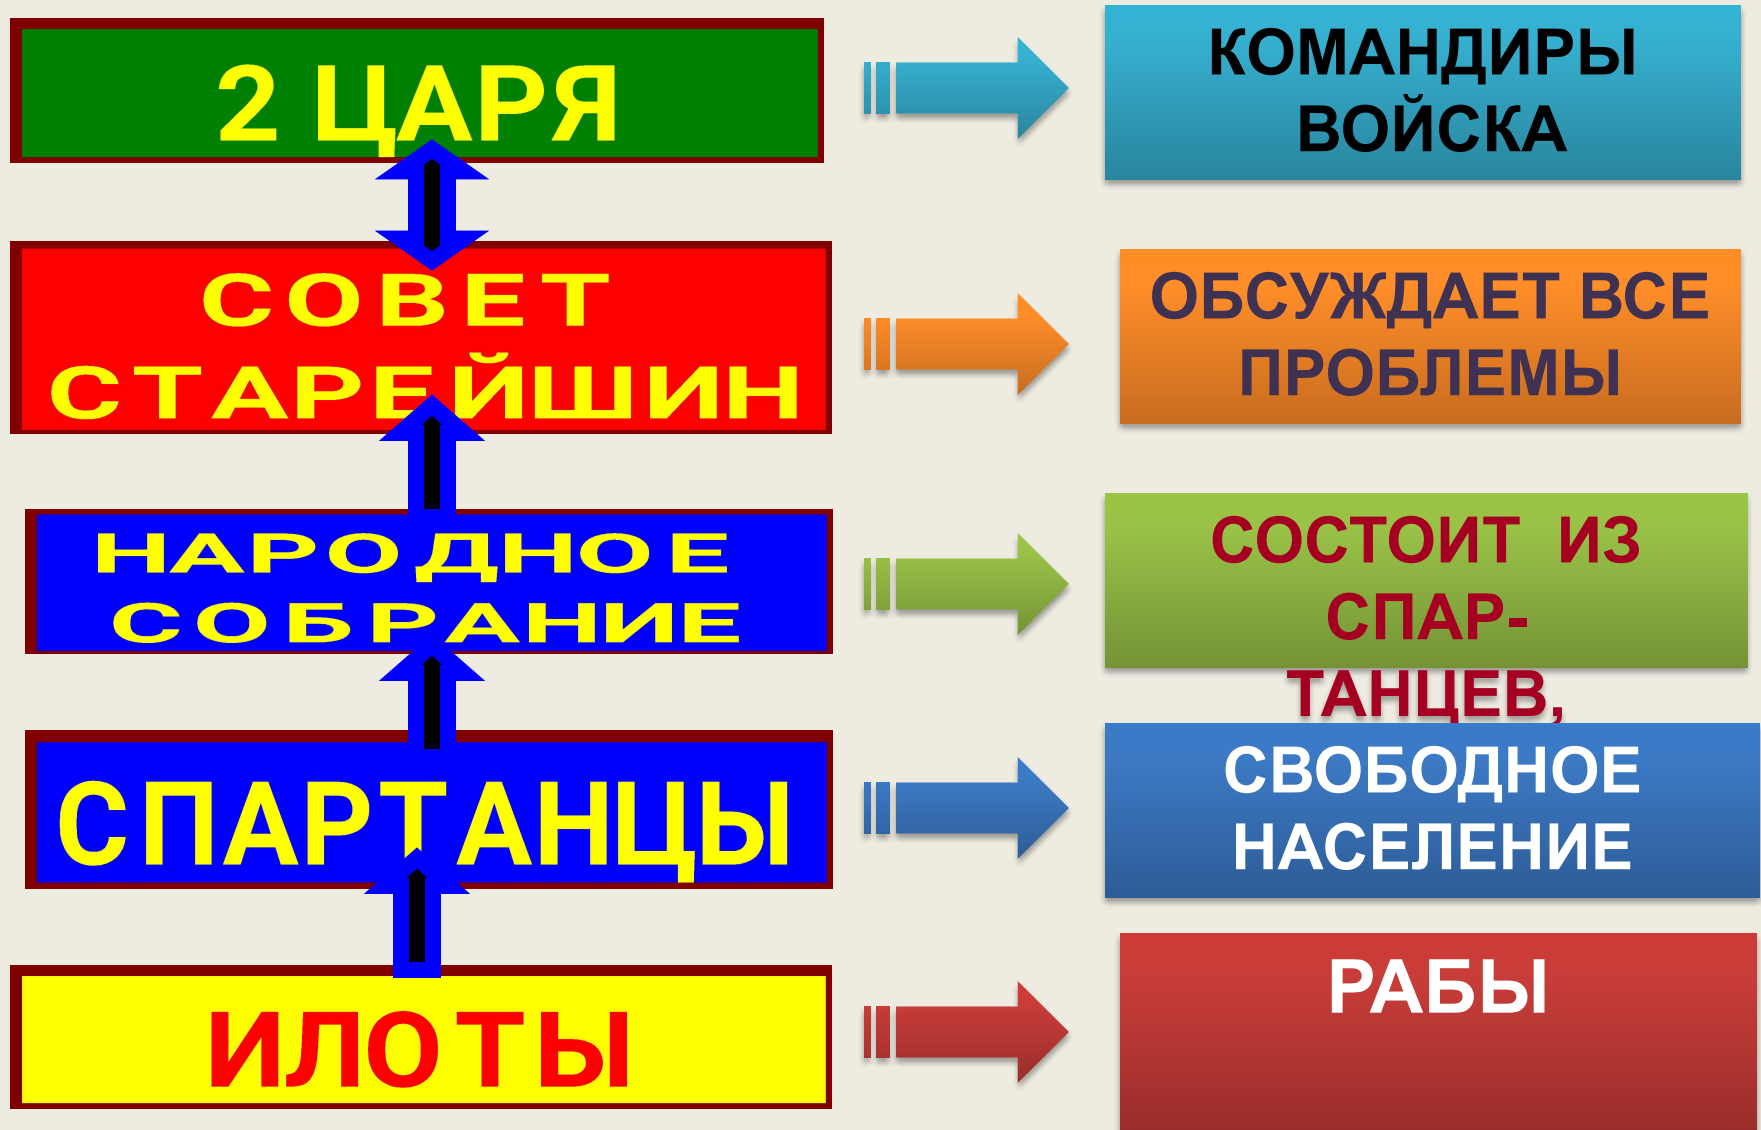 2 ЦАРЯ
КОМАНДИРЫ
ВОЙСКА
СОВЕТ
СТАРЕЙШИН
ОБСУЖДАЕТ ВСЕ
ПРОБЛЕМЫ
НАРОДНОЕ
СОБРАНИЕ
СОСТОИТ ИЗ
СПАР-
ТАНЦЕВ,
СПАРТАНЦЫ
СВОБОДНОЕ
НАСЕЛЕНИЕ
ИЛОТЫ
РАБЫ